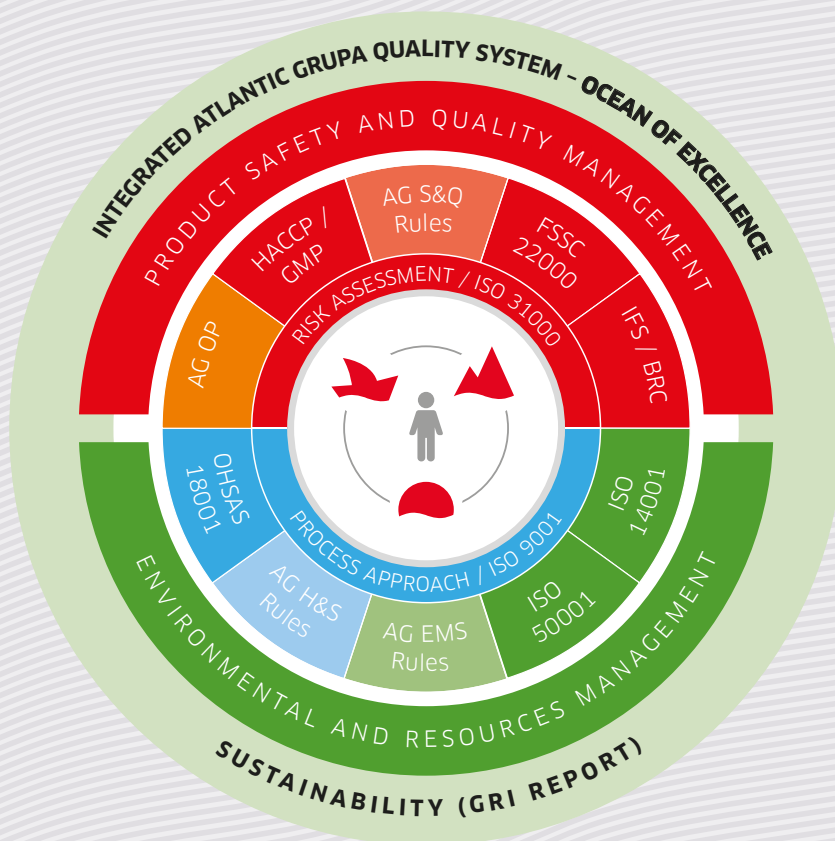 INTEGRATED ATLANTIC GRUPA QUALITY SYSTEM – OCEAN OF EXCELLENCE
PRODUCT SAFETY AND QUALITY MANAGEMENT
AG OP
HACCP /
GMP
AG S&Q
Rules
FSSC
22000
IFS / BRC
RISK ASSESSMENT / ISO 31000
PROCESS APPROACH / ISO 9001
OHSAS
18001
AG H&S
Rules
AG EMS
Rules
ISO
50001
ISO
14001
ENVIRONMENTAL AND RESOURCES MANAGEMENT
SUSTAINABILITY (GRI REPORT)